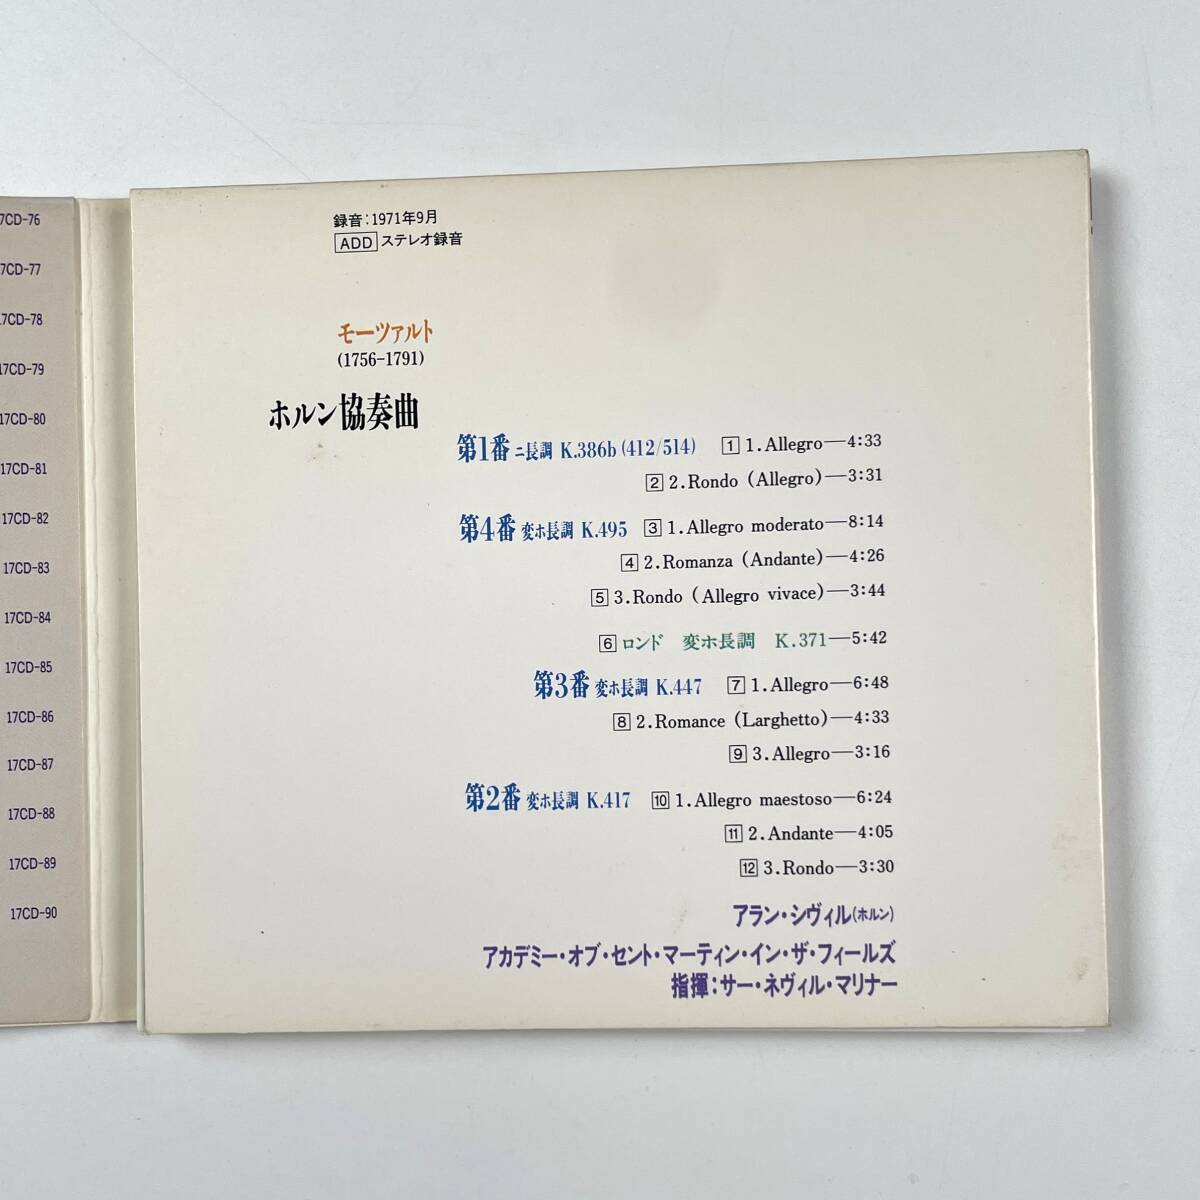 7CD-76
7CD-77
17CD-78
17CD-79
17CD-80
17CD-81
17CD-82
17CD-83
17CD-84
17CD-85
17CD-86
17CD-87
17CD-88
17CD-89
17CD-90
録音:1971年9月
ADD ステレオ録音
モーツァルト
(1756-1791)
ホルン協奏曲
第1番 ニ長調 K.386b (412/514) 1 1.Allegro—4:33
2 2.Rondo (Allegro)—3:31
第4番 変ホ長調 K.495 3 1.Allegro moderato—8:14
4 2.Romanza (Andante)—4:26
5 3.Rondo (Allegro vivace)—3:44
6 ロンド 変ホ長調 K.371—5:42
第3番 変ホ長調 K.447 7 1.Allegro—6:48
8 2.Romance (Larghetto)—4:33
9 3.Allegro—3:16
第2番 変ホ長調 K.417 10 1.Allegro maestoso—6:24
11 2.Andante—4:05
12 3.Rondo—3:30
アラン・シヴィル(ホルン)
アカデミー・オブ・セント・マーティン・イン・ザ・フィールズ
指揮:サー・ネヴィル・マリナー